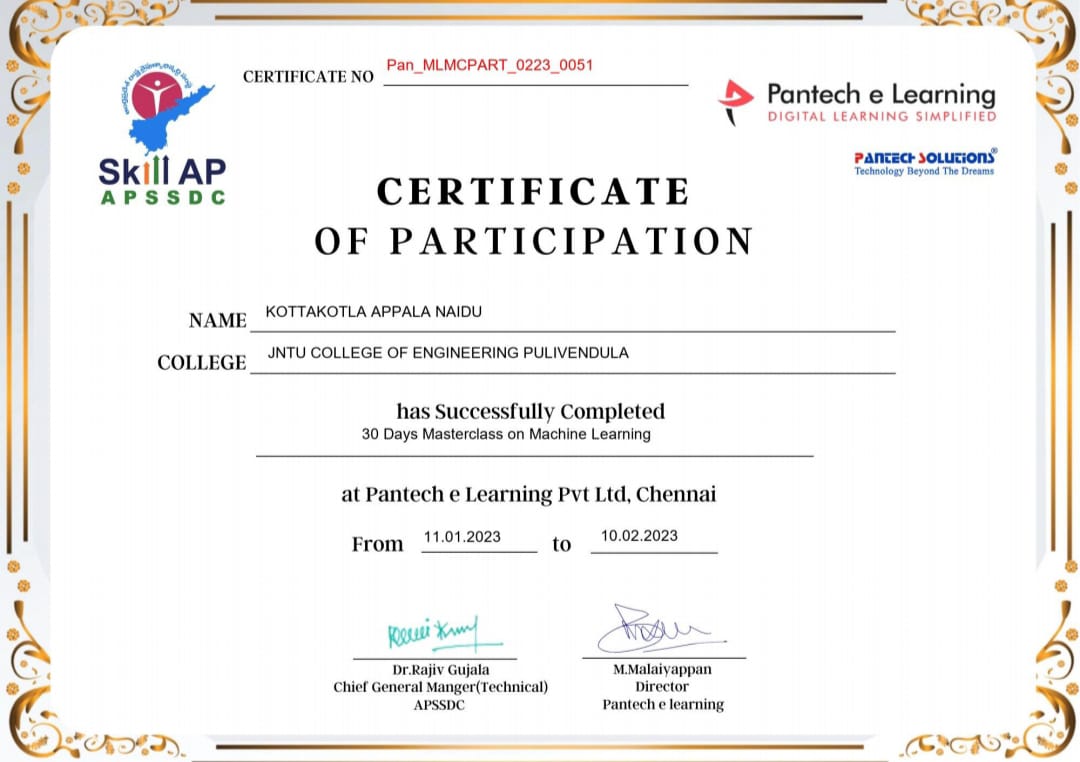 CERTIFICATE NO Pan_MLMCPART_0223_0051
Pantech e Learning
DIGITAL LEARNING SIMPLIFIED
PANTECH SOLUTIONS®
Technology Beyond The Dreams
Skill AP
APSSDC
CERTIFICATE
OF PARTICIPATION
NAME KOTTAKOTLA APPALA NAIDU
COLLEGE JNTU COLLEGE OF ENGINEERING PULIVENDULA
has Successfully Completed
30 Days Masterclass on Machine Learning
at Pantech e Learning Pvt Ltd, Chennai
From 11.01.2023 to 10.02.2023
Dr.Rajiv Gujala
Chief General Manger(Technical)
APSSDC
M.Malaiyappan
Director
Pantech e learning